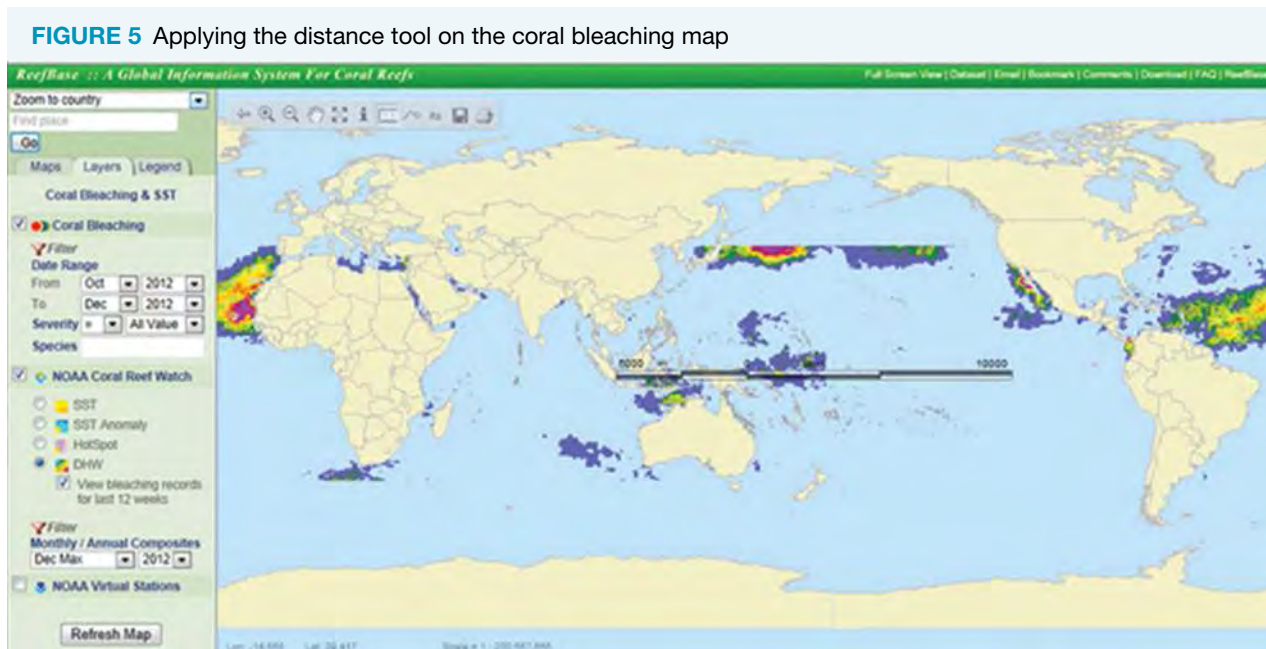 FIGURE 5 Applying the distance tool on the coral bleaching map
ReefBase :: A Global Information System For Coral Reefs
Full Screen View | Dataset | Email | Bookmark | Comments | Download | FAQ | ReefBase
Zoom to country
Find place
Go
Maps Layers Legend
Coral Bleaching & SST
Coral Bleaching
Filter
Date Range
From Oct 2012
To Dec 2012
Severity = All Value
Species
NOAA Coral Reef Watch
SST
SST Anomaly
HotSpot
DHW
View bleaching records
for last 12 weeks
Filter
Monthly / Annual Composites
Dec Max 2012
NOAA Virtual Stations
Refresh Map
5000 10000
Lon: Lat: Scale = 1 :